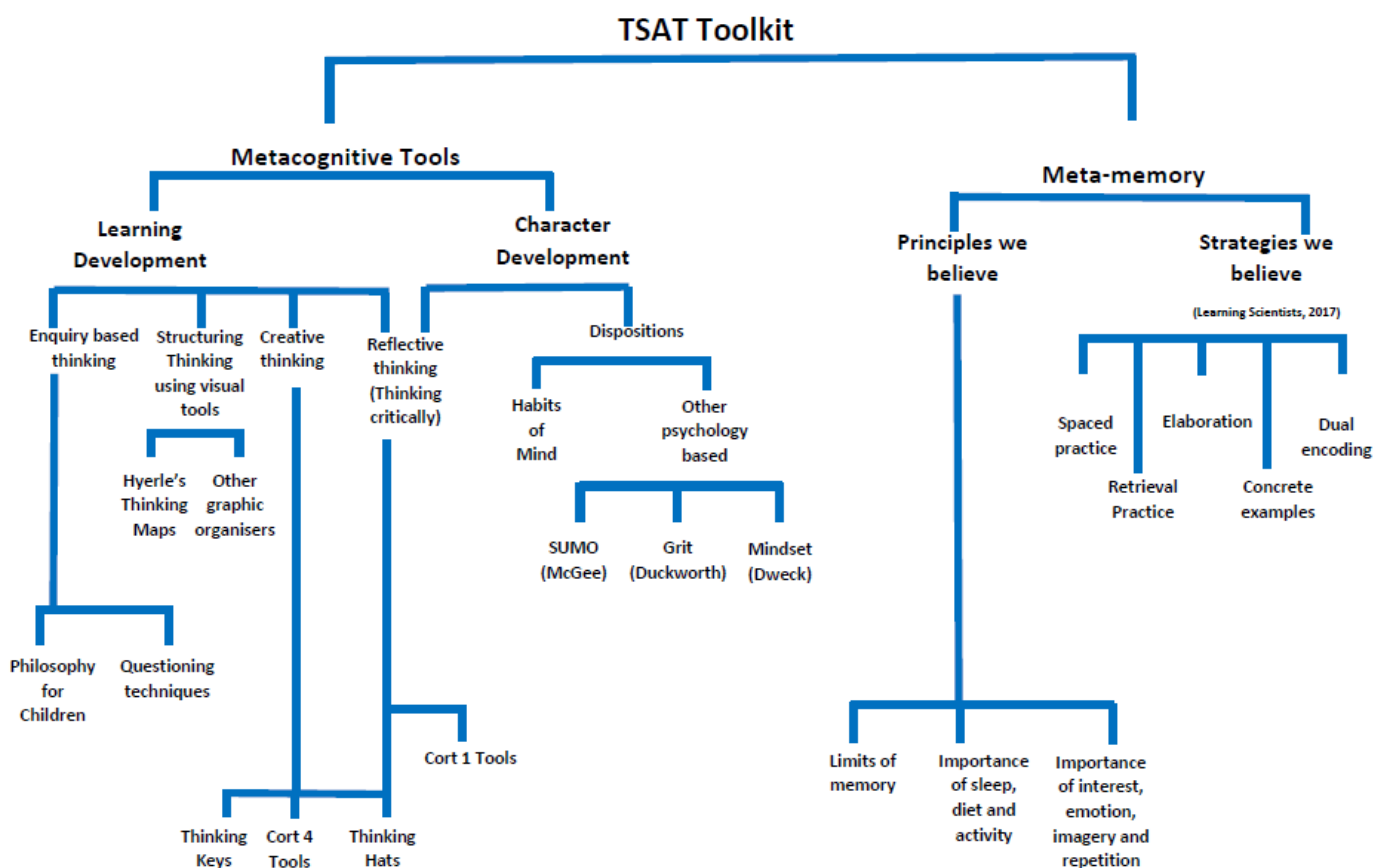 TSAT Toolkit
Metacognitive Tools
Meta-memory
Learning
Development
Character
Development
Principles we
believe
Strategies we
believe
(Learning Scientists, 2017)
Enquiry based
thinking
Structuring
Thinking
using visual
tools
Creative
thinking
Reflective
thinking
(Thinking
critically)
Dispositions
Habits
of
Mind
Other
psychology
based
Spaced
practice
Elaboration
Dual
encoding
Retrieval
Practice
Concrete
examples
Hyerle's
Thinking
Maps
Other
graphic
organisers
SUMO
(McGee)
Grit
(Duckworth)
Mindset
(Dweck)
Philosophy
for
Children
Questioning
techniques
Cort 1 Tools
Limits of
memory
Importance
of sleep,
diet and
activity
Importance
of interest,
emotion,
imagery and
repetition
Thinking
Keys
Cort 4
Tools
Thinking
Hats